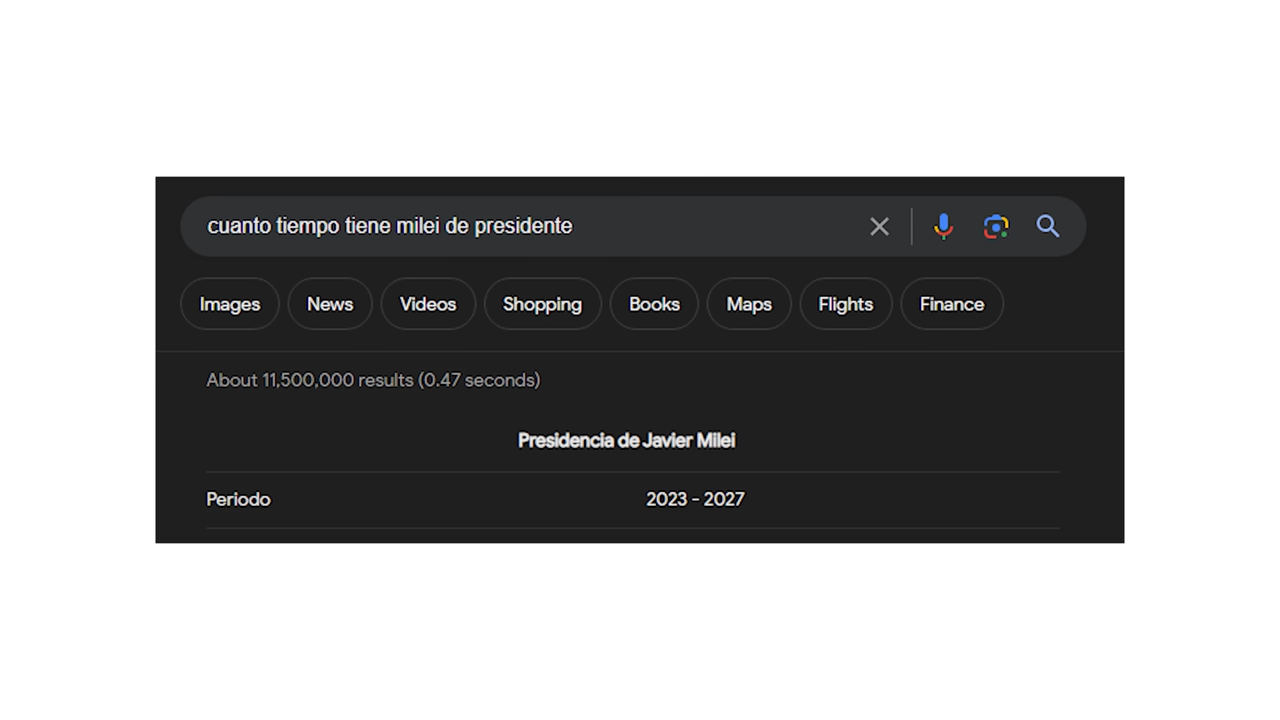 cuanto tiempo tiene milei de presidente
Images News Videos Shopping Books Maps Flights Finance
About 11,500,000 results (0.47 seconds)
Presidencia de Javier Milei
Periodo 2023 - 2027